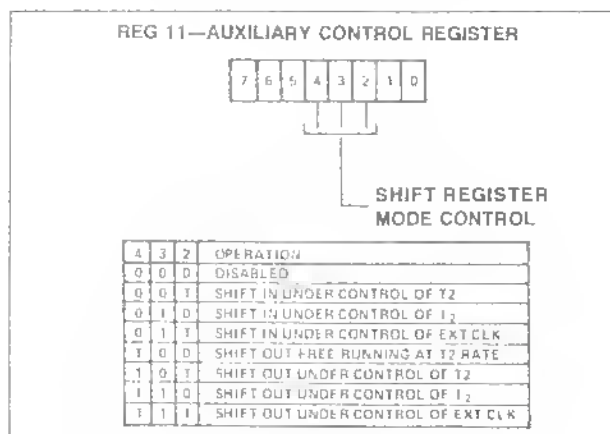 REG 11—AUXILIARY CONTROL REGISTER
7 6 5 4 3 2 1 0
SHIFT REGISTER
MODE CONTROL
4 3 2 OPERATION
0 0 0 DISABLED
0 0 1 SHIFT IN UNDER CONTROL OF T2
0 1 0 SHIFT IN UNDER CONTROL OF
0 1 1 SHIFT IN UNDER CONTROL OF EXT CLK
1 0 0 SHIFT OUT FREE RUNNING AT T2 RATE
1 0 1 SHIFT OUT UNDER CONTROL OF T2
1 1 0 SHIFT OUT UNDER CONTROL OF
1 1 1 SHIFT OUT UNDER CONTROL OF EXT CLK